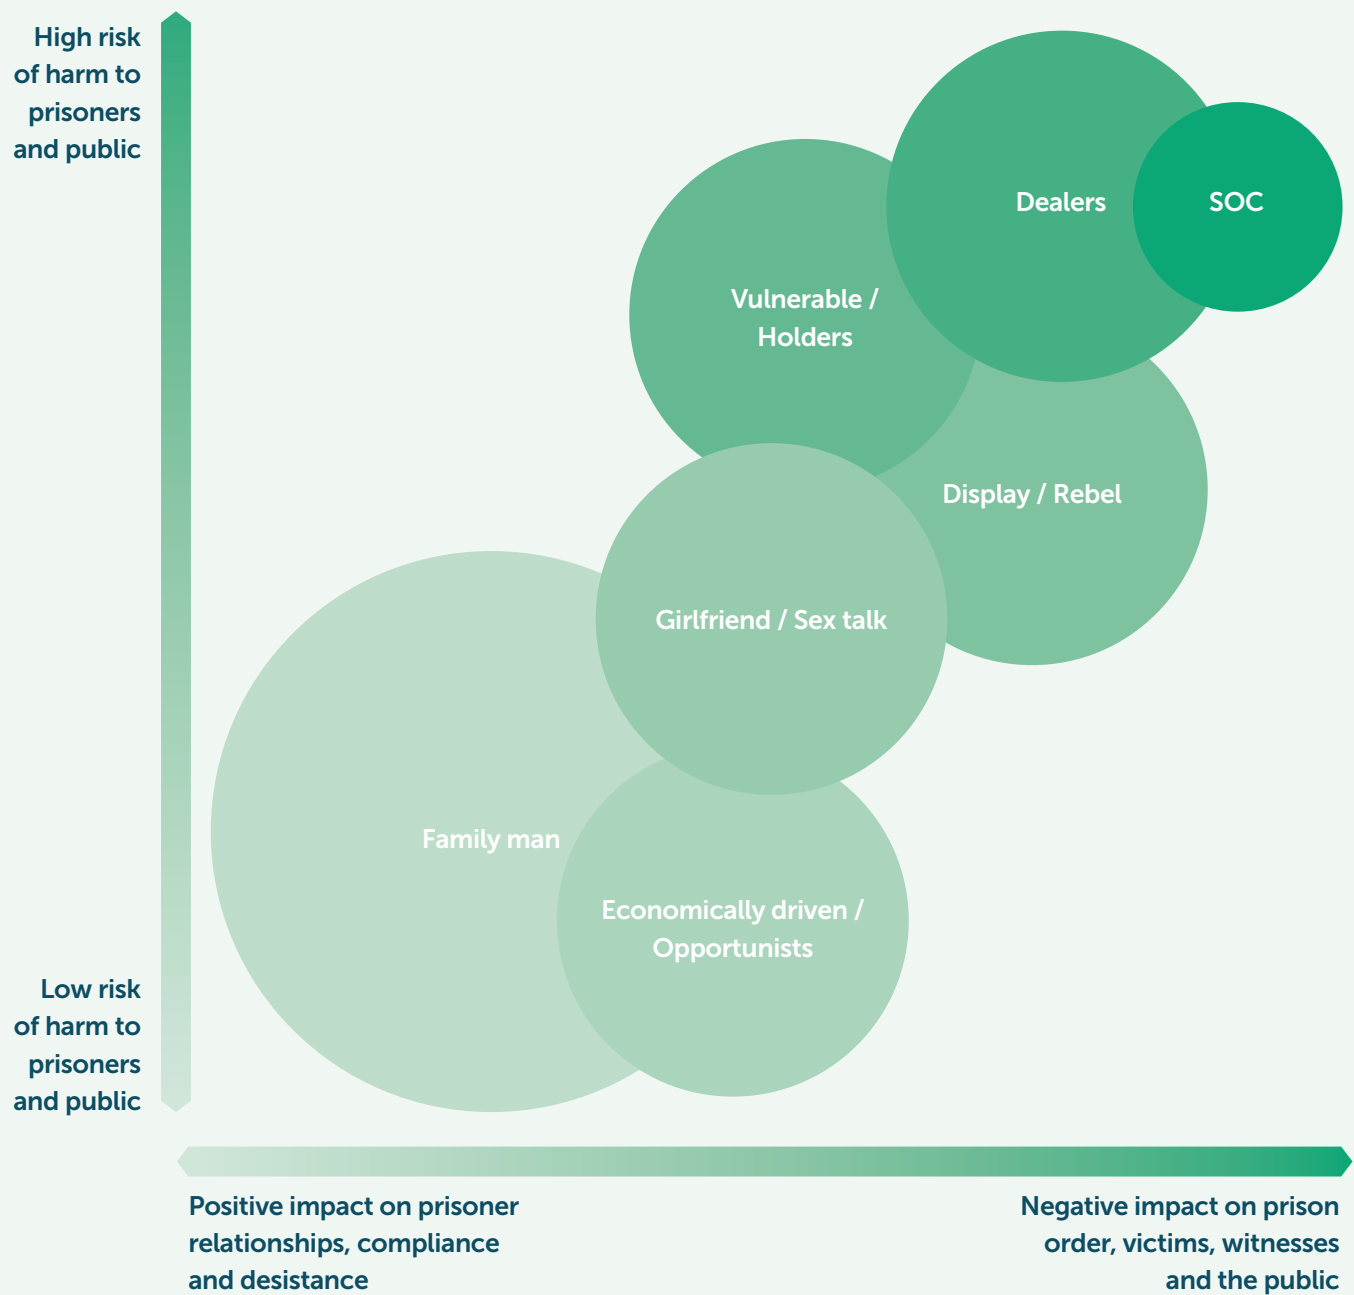 High risk
of harm to
prisoners
and public
Dealers
SOC
Vulnerable /
Holders
Display / Rebel
Girlfriend / Sex talk
Family man
Economically driven /
Opportunists
Low risk
of harm to
prisoners
and public
Positive impact on prisoner
relationships, compliance
and desistance
Negative impact on prison
order, victims, witnesses
and the public